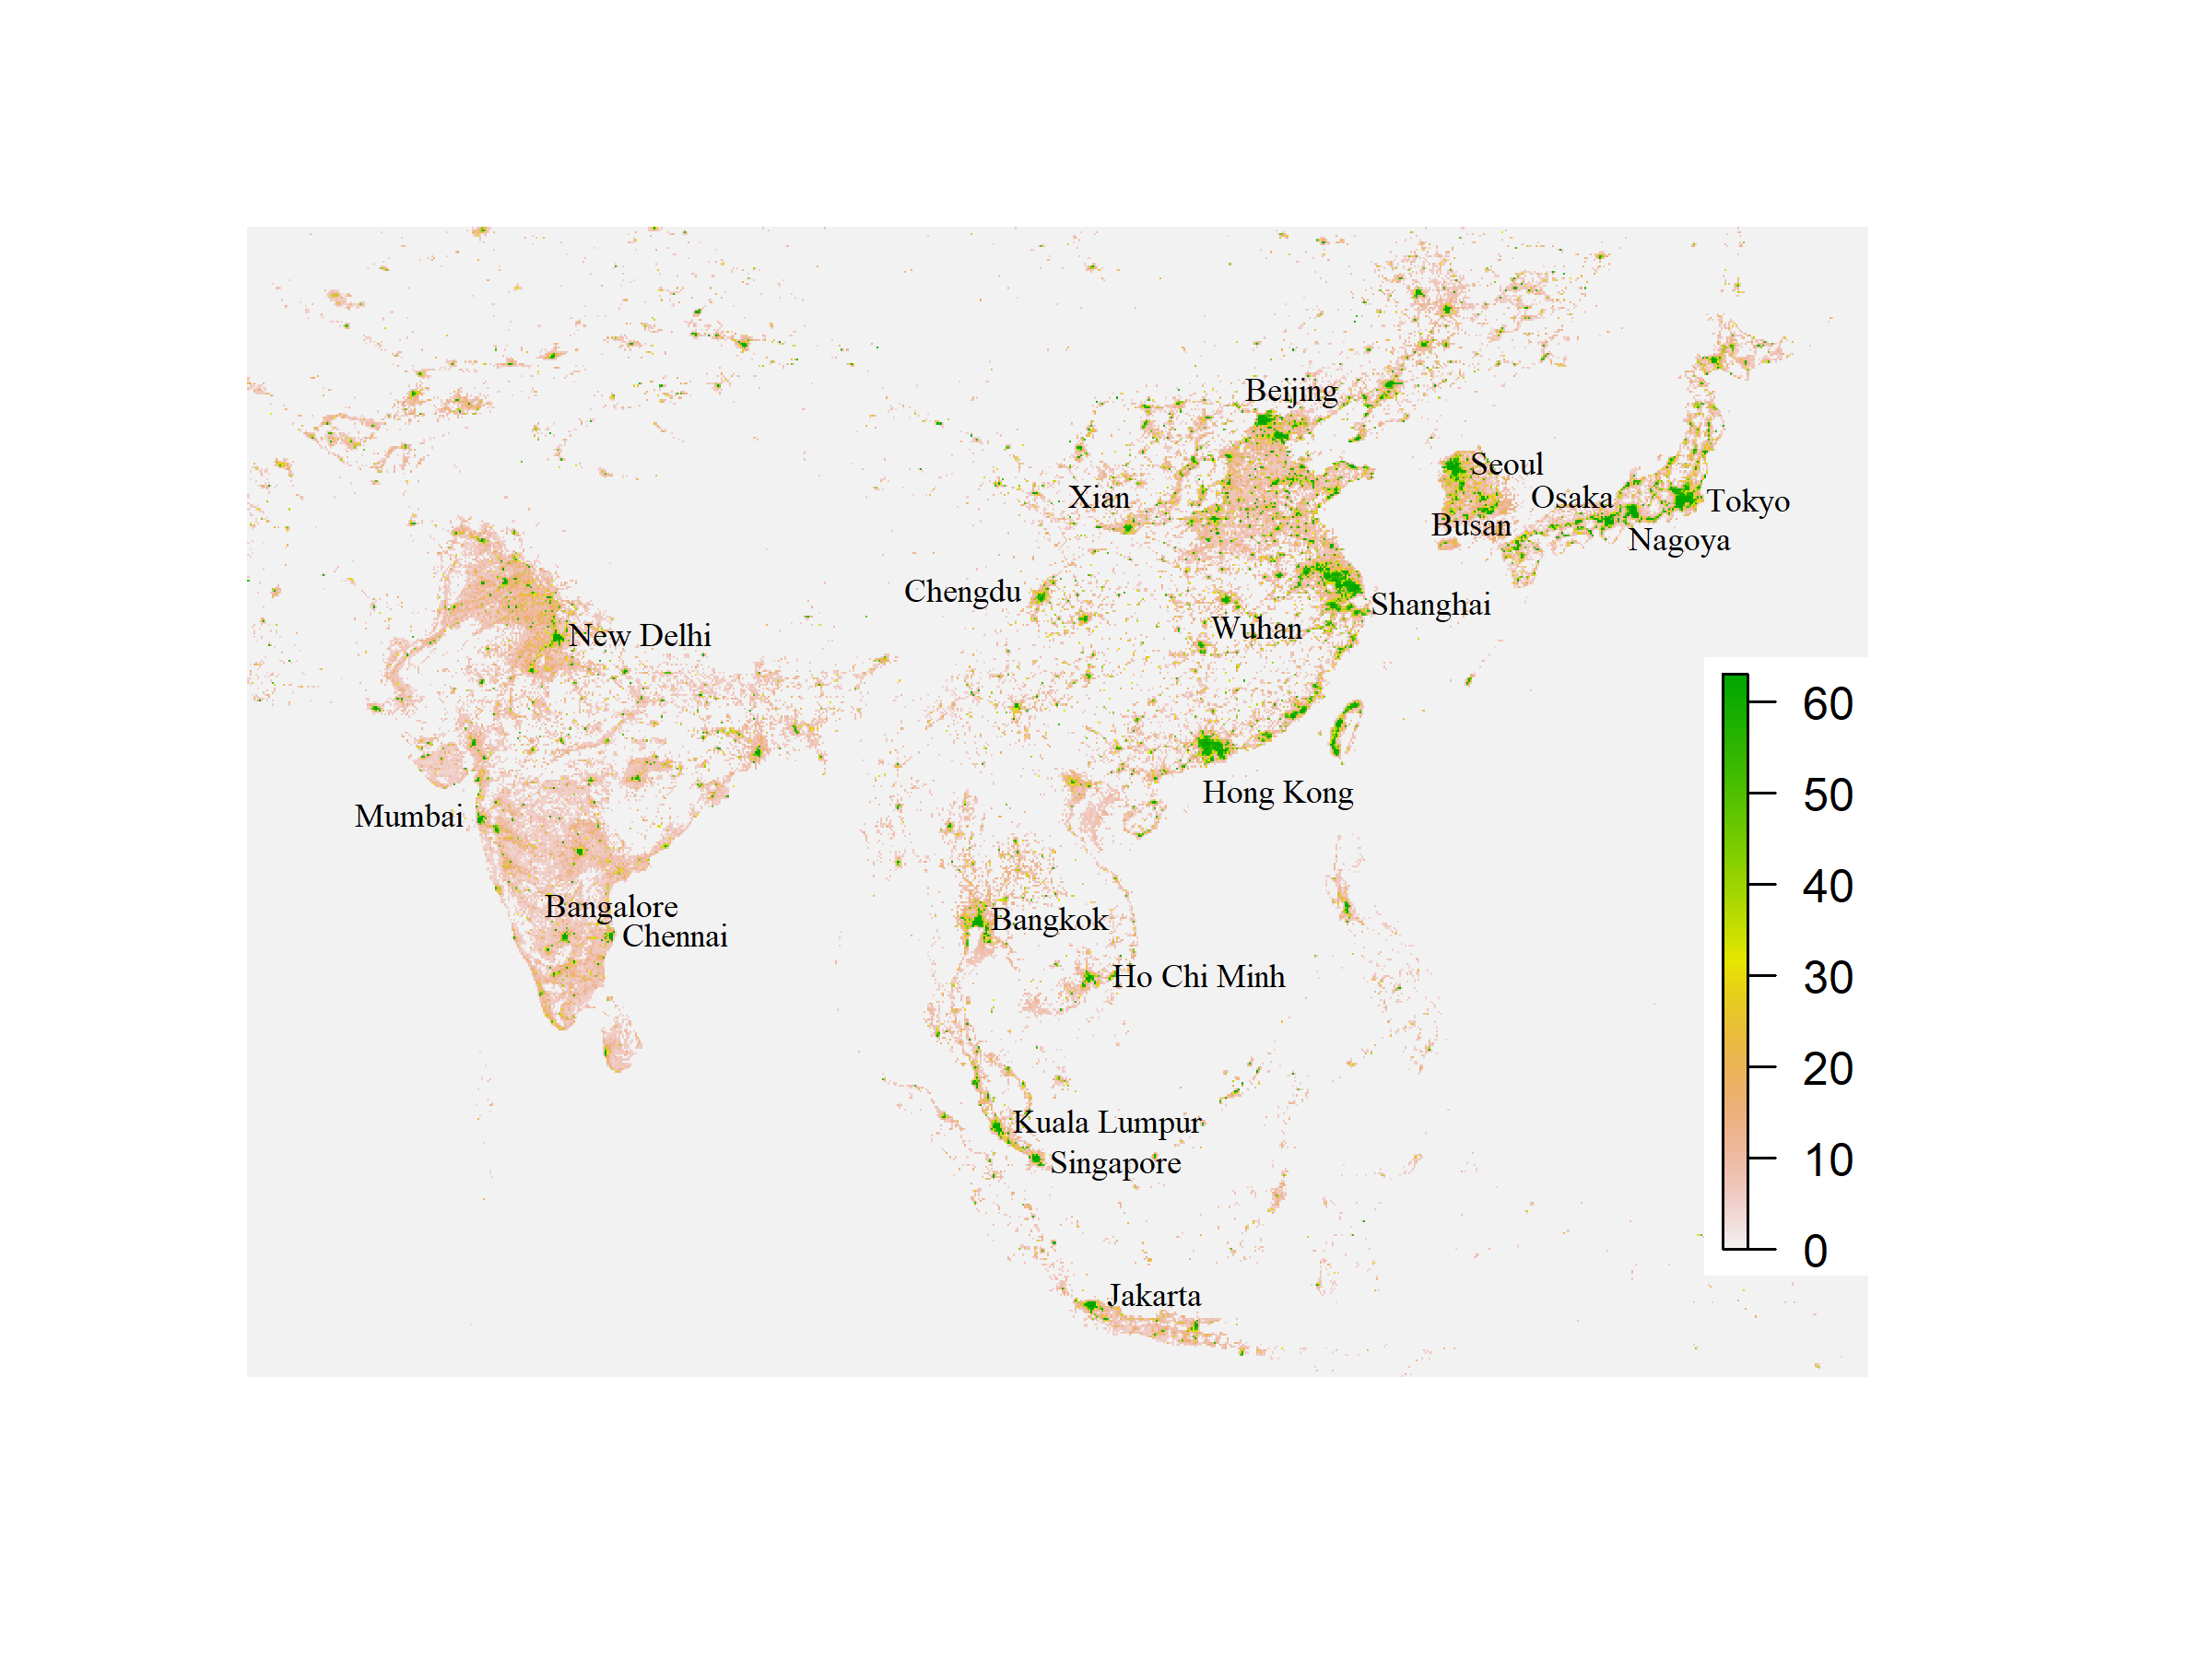 Beijing
Seoul
Xian
Osaka
Tokyo
Busan
Nagoya
Chengdu
Shanghai
Wuhan
New Delhi
Hong Kong
Mumbai
Bangalore
Chennai
Bangkok
Ho Chi Minh
Kuala Lumpur
Singapore
Jakarta
60
50
40
30
20
10
0